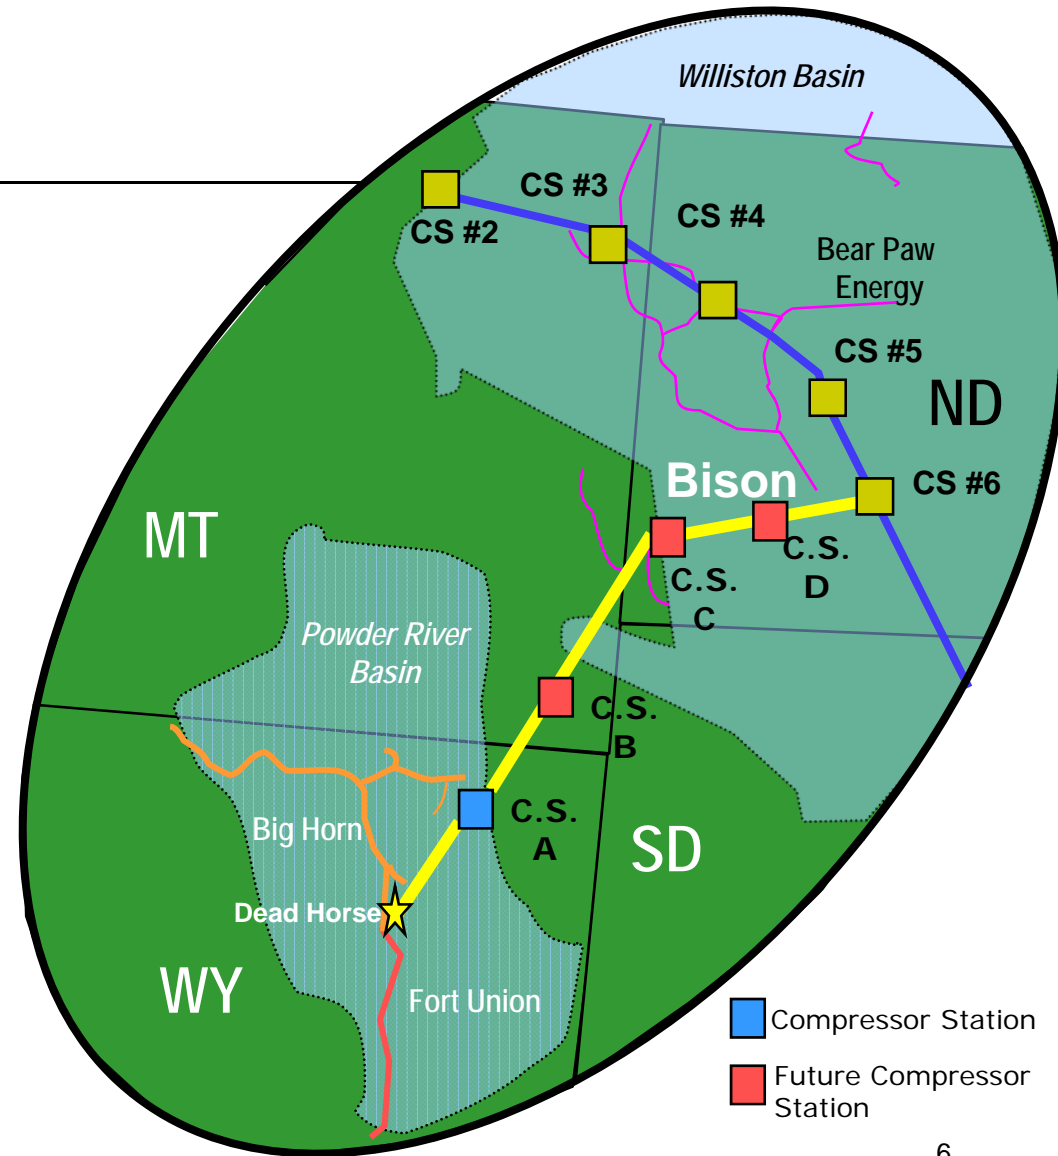 Williston Basin
CS #3
CS #4
CS #2
Bear Paw
Energy
CS #5
ND
Bison
CS #6
MT
C.S.
D
C.S.
C
Powder River
Basin
C.S.
B
C.S.
A
Big Horn
SD
Dead Horse
WY
Fort Union
Compressor Station
Future Compressor
Station
6